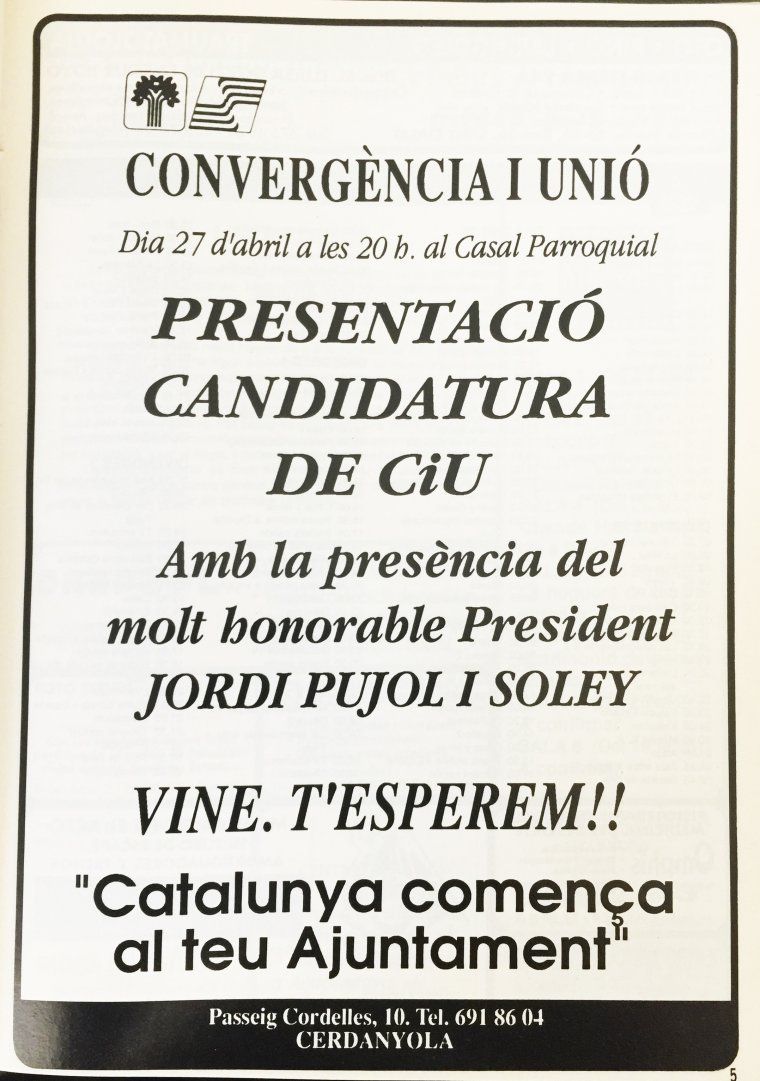 CONVERGÈNCIA I UNIÓ
Dia 27 d'abril a les 20 h. al Casal Parroquial
PRESENTACIÓ
CANDIDATURA
DE CiU
Amb la presència del
molt honorable President
JORDI PUJOL I SOLEY
VINE. T'ESPEREM!!
"Catalunya comença
al teu Ajuntament"
Passeig Cordelles, 10. Tel. 691 86 04
CERDANYOLA
5